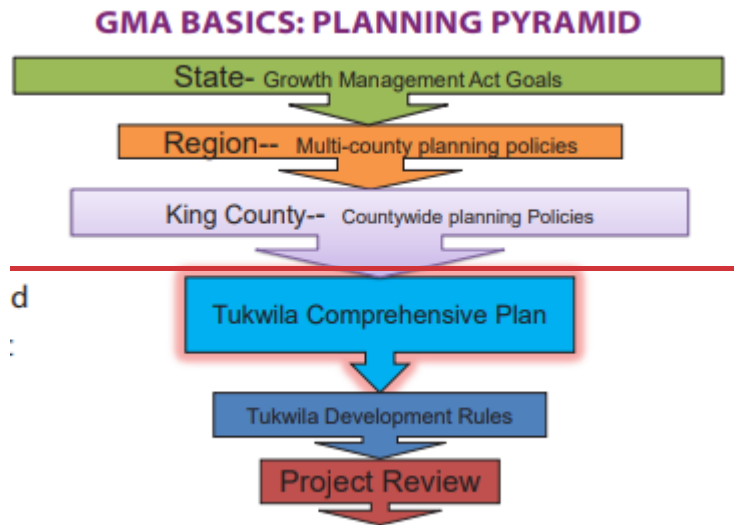 GMA BASICS: PLANNING PYRAMID
State- Growth Management Act Goals
Region-- Multi-county planning policies
King County-- Countywide planning Policies
d
:
Tukwila Comprehensive Plan
Tukwila Development Rules
Project Review